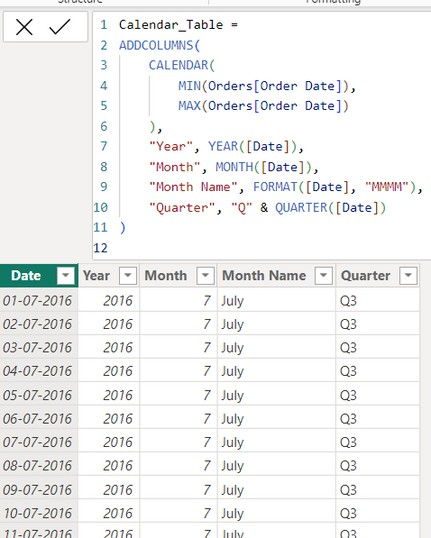 Structure
Formatting
1 Calendar_Table =
2 ADDCOLUMNS(
3 CALENDAR(
4 MIN(Orders[Order Date]),
5 MAX(Orders[Order Date])
6 ),
7 "Year", YEAR([Date]),
8 "Month", MONTH([Date]),
9 "Month Name", FORMAT([Date], "MMMM"),
10 "Quarter", "Q" & QUARTER([Date])
11 )
12
Date Year Month Month Name Quarter
01-07-2016 2016 7 July Q3
02-07-2016 2016 7 July Q3
03-07-2016 2016 7 July Q3
04-07-2016 2016 7 July Q3
05-07-2016 2016 7 July Q3
06-07-2016 2016 7 July Q3
07-07-2016 2016 7 July Q3
08-07-2016 2016 7 July Q3
09-07-2016 2016 7 July Q3
10-07-2016 2016 7 July Q3
11-07-2016 2016 7 July Q3